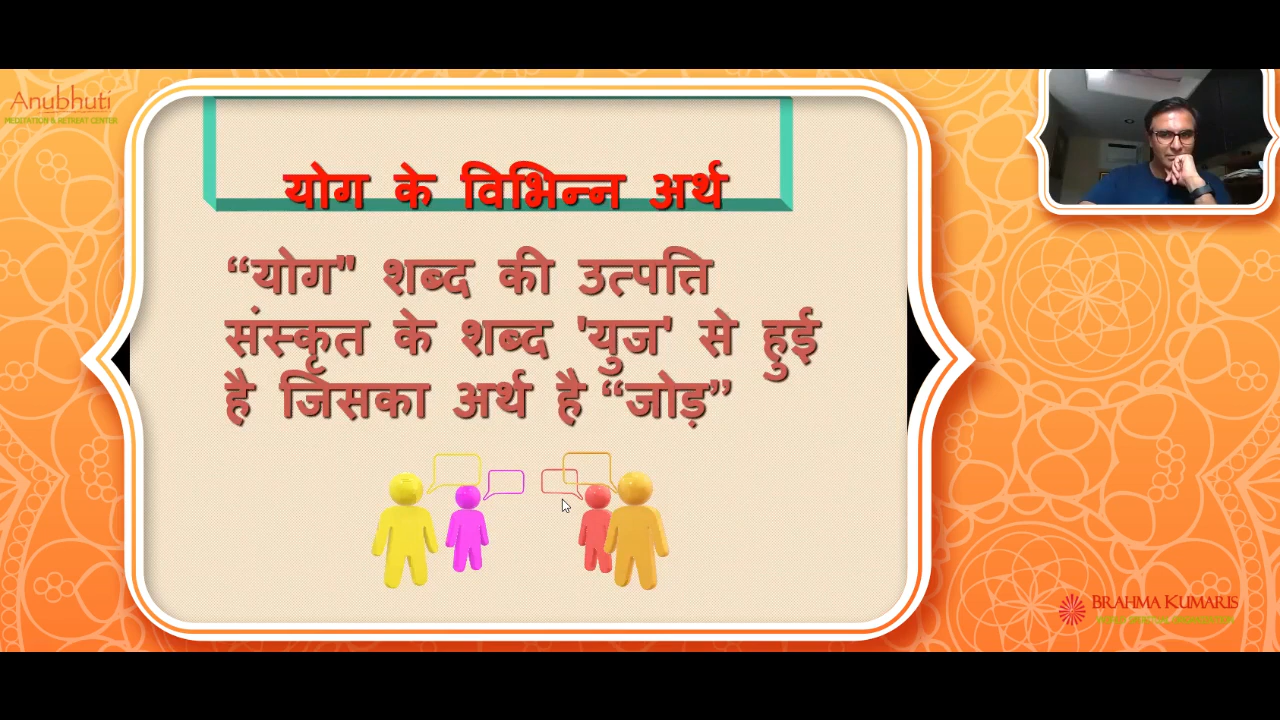 Anubhuti
MEDITATION & RETREAT CENTER
योग के विभिन्न अर्थ
“योग" शब्द की उत्पति
संस्कृत के शब्द 'युज' से हुई
है जिसका अर्थ है “जोड़”
BRAHMA KUMARIS